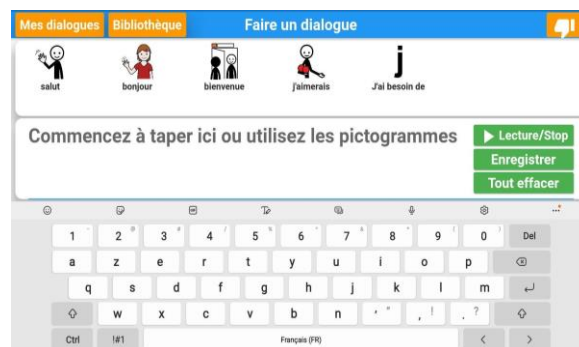 Mes dialogues Bibliothèque Faire un dialogue
salut bonjour bienvenue j'aimerais J'ai besoin de
j
Commencez à taper ici ou utilisez les pictogrammes
Lecture/Stop
Enregistrer
Tout effacer
1 2 @ 3 # 4 / 5 % 6 ^ 7 & 8 * 9 ( 0 ) Del
a z e r t y u i o p
q s d f g h j k l m
w x c v b n ' " , ! . ?
Ctrl !#1 Français (FR) < >